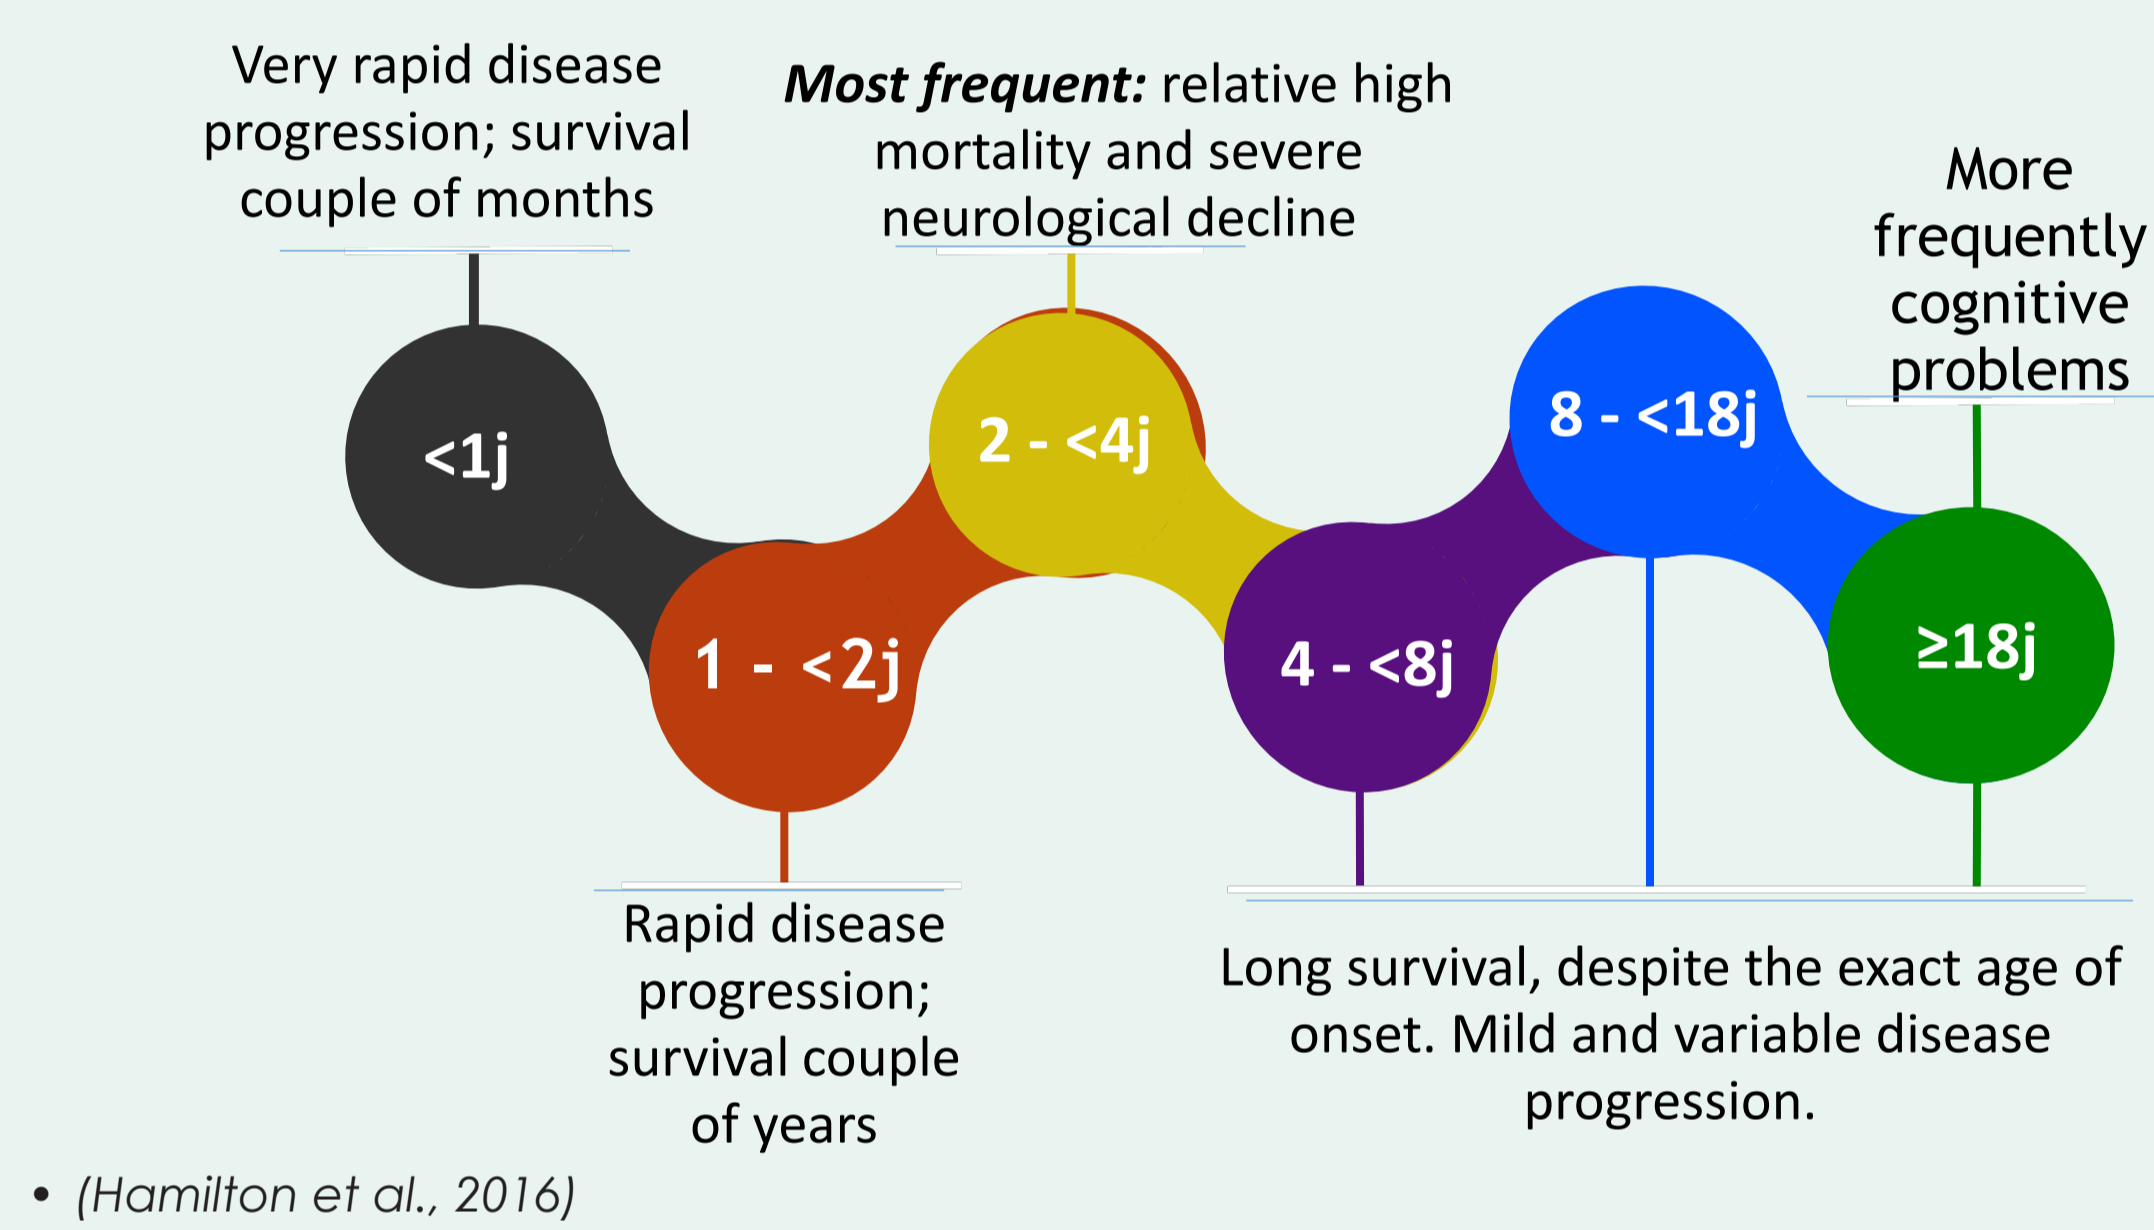 Very rapid disease
progression; survival
couple of months
Most frequent: relative high
mortality and severe
neurological decline
More
frequently
cognitive
problems
<1j
1 - <2j
2 - <4j
4 - <8j
8 - <18j
≥18j
Rapid disease
progression;
survival couple
of years
Long survival, despite the exact age of
onset. Mild and variable disease
progression.
• (Hamilton et al., 2016)